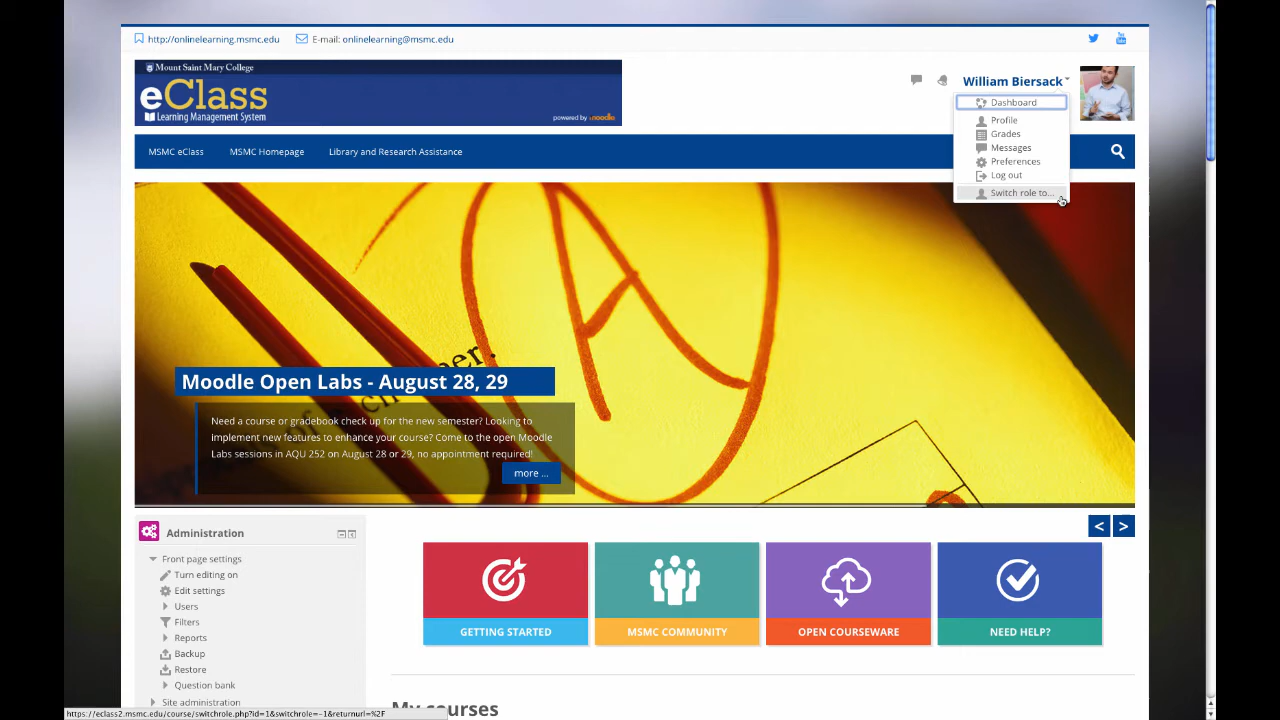 http://onlinelearning.msmc.edu
E-mail: onlinelearning@msmc.edu
Mount Saint Mary College
eClass
Learning Management System
powered by moodle
William Biersack
Dashboard
Profile
Grades
Messages
Preferences
Log out
Switch role to...
MSMC eClass
MSMC Homepage
Library and Research Assistance
A
Moodle Open Labs - August 28, 29
Need a course or gradebook check up for the new semester? Looking to
implement new features to enhance your course? Come to the open Moodle
Labs sessions in AQU 252 on August 28 or 29, no appointment required!
more ...
< >
Administration
Front page settings
Turn editing on
Edit settings
Users
Filters
Reports
Backup
Restore
Question bank
Site administration
GETTING STARTED
MSMC COMMUNITY
OPEN COURSEWARE
NEED HELP?
My courses
https://eclass2.msmc.edu/course/switchrole.php?id=1&switchrole=-1&returnurl=%2F